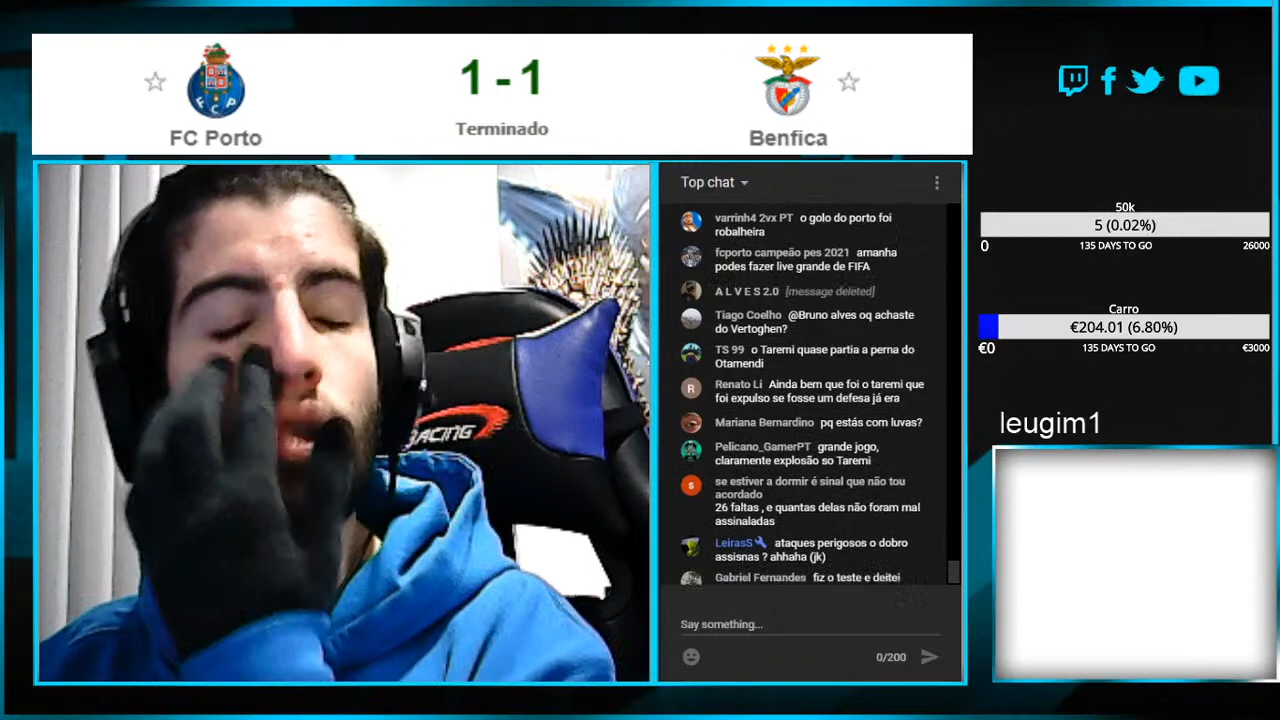 1 - 1
Terminado
FC Porto
Benfica
FCP
RACING
Top chat
varrinh4 2vx PT o golo do porto foi
robalheira
fcporto campeão pes 2021 amanha
podes fazer live grande de FIFA
A L V E S 2.0 [message deleted]
Tiago Coelho @Bruno alves oq achaste
do Vertoghen?
TS 99 o Taremi quase partia a perna do
Otamendi
R
Renato Li Ainda bem que foi o taremi que
foi expulso se fosse um defesa já era
Mariana Bernardino pq estás com luvas?
Pelicano_GamerPT grande jogo,
claramente explosão so Taremi
s
se estiver a dormir é sinal que não tou
acordado
26 faltas , e quantas delas não foram mal
assinaladas
LeirasS ataques perigosos o dobro
assisnas ? ahhaha (jk)
Gabriel Fernandes fiz o teste e deitei
Say something...
0/200
50k
5 (0.02%)
0 135 DAYS TO GO 26000
Carro
€204.01 (6.80%)
€0 135 DAYS TO GO €3000
leugim1